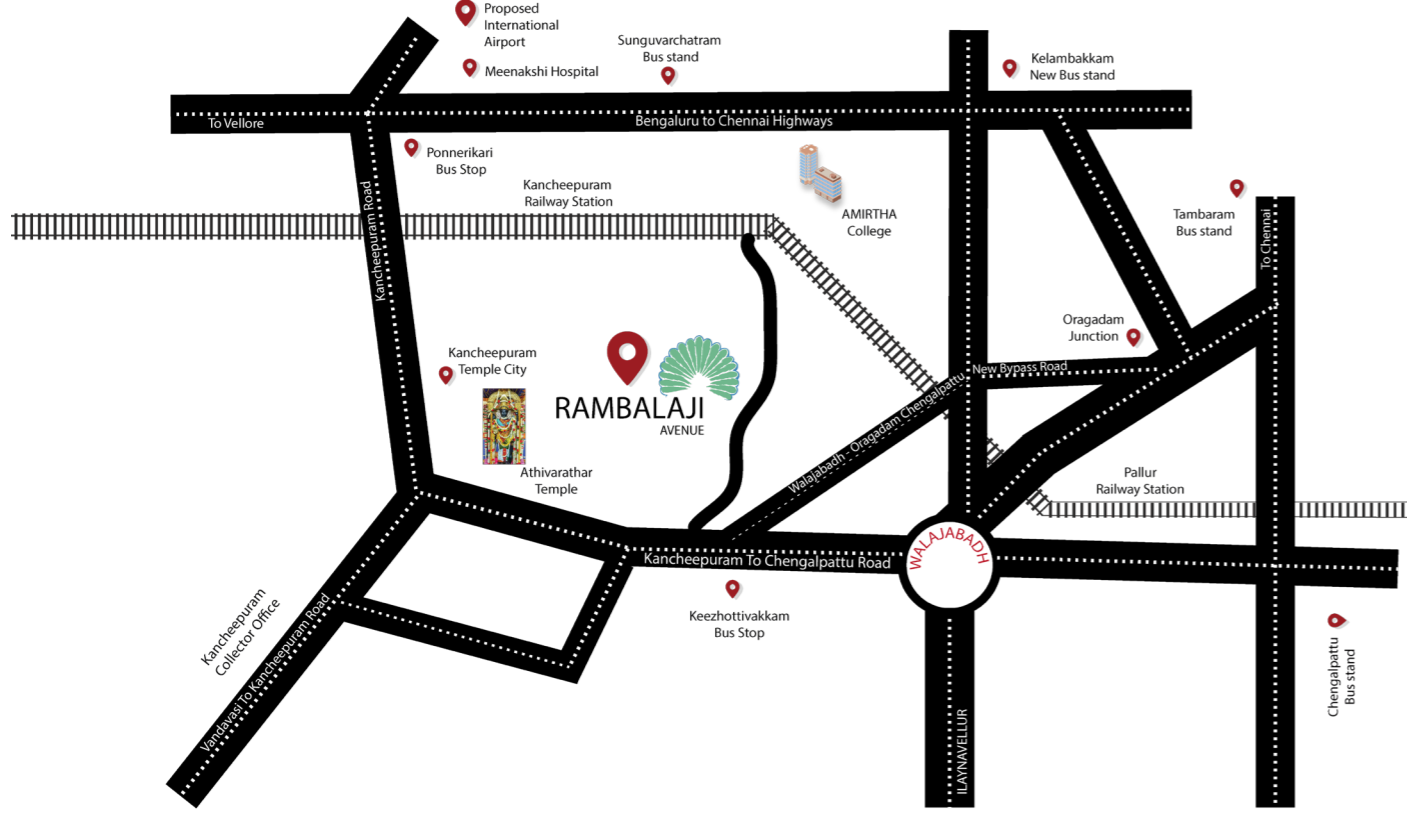 Proposed
International
Airport
Meenakshi Hospital
Sunguvarchatram
Bus stand
Kelambakkam
New Bus stand
To Vellore
Bengaluru to Chennai Highways
Ponnerikari
Bus Stop
Kancheepuram
Railway Station
Kancheepuram Road
AMIRTHA
College
Tambaram
Bus stand
To Chennai
Oragadam
Junction
Kancheepuram
Temple City
RAMBALAJI
AVENUE
New Bypass Road
Walajabadh - Oragadam Chengalpattu
Athivarathar
Temple
Pallur
Railway Station
WALAJABADH
Kancheepuram To Chengalpattu Road
Keezhottivakkam
Bus Stop
Kancheepuram
Collector Office
Vandavasi To Kancheepuram Road
Chengalpattu
Bus stand
ILAYNAVELLUR